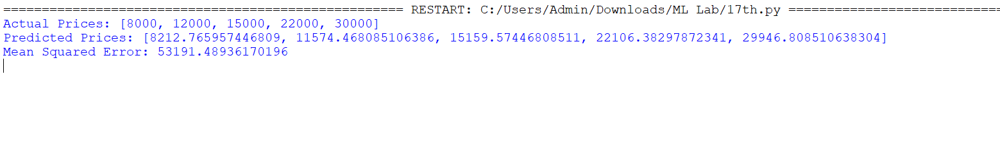 ==================================================== RESTART: C:/Users/Admin/Downloads/ML Lab/17th.py ============================
Actual Prices: [8000, 12000, 15000, 22000, 30000]
Predicted Prices: [8212.765957446809, 11574.468085106386, 15159.57446808511, 22106.38297872341, 29946.808510638304]
Mean Squared Error: 53191.48936170196